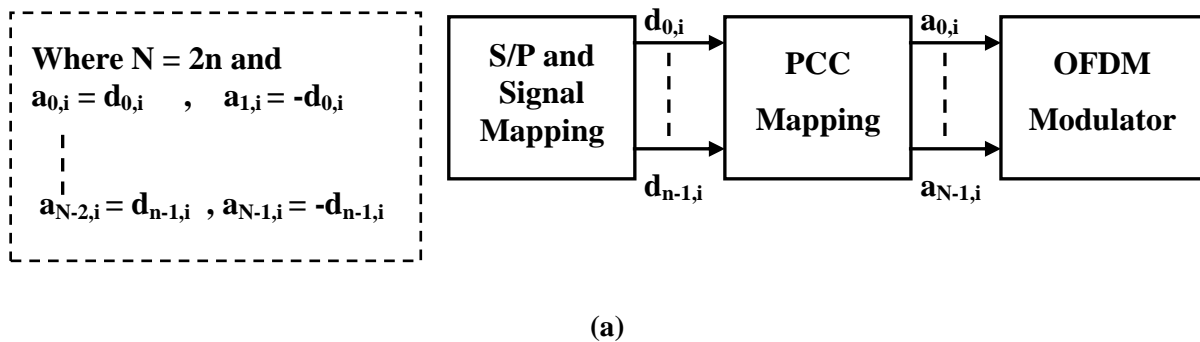 Where N = 2n and
a0,i = d0,i , a1,i = -d0,i
aN-2,i = dn-1,i , aN-1,i = -dn-1,i
S/P and
Signal
Mapping
d0,i
dn-1,i
PCC
Mapping
a0,i
aN-1,i
OFDM
Modulator
(a)